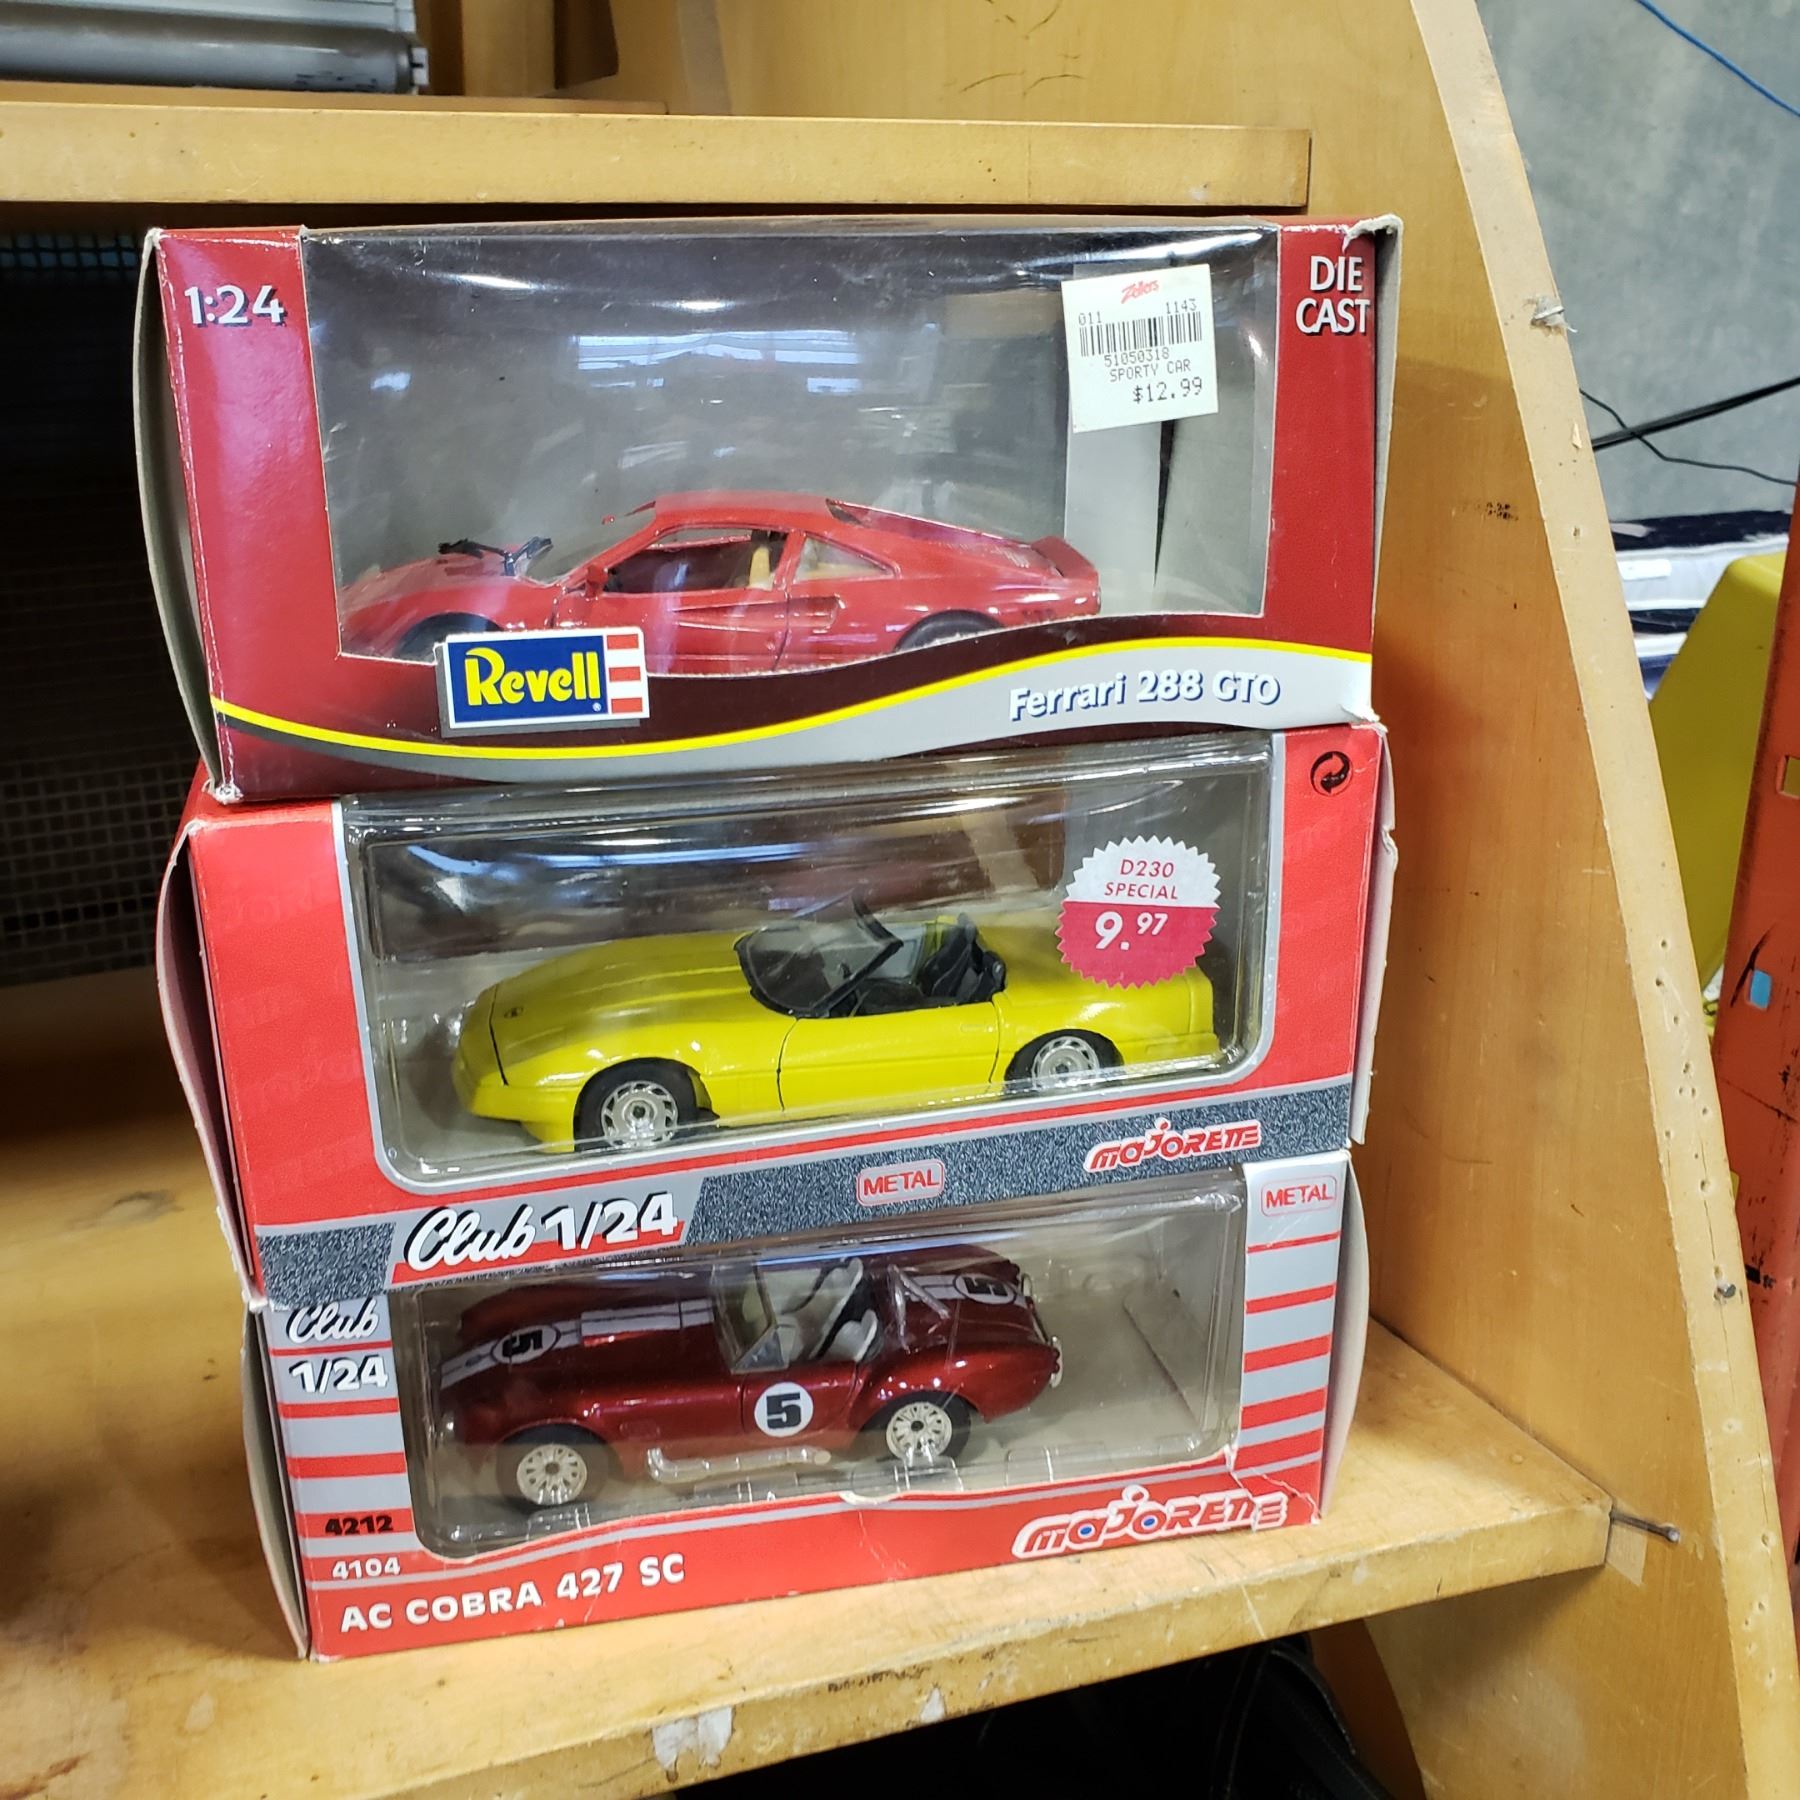 1:24
DIE
CAST
Zellers
011 1143
51050318
SPORTY CAR
$12.99
Revell
Ferrari 288 GTO
D230
SPECIAL
9.97
majorette
METAL
Club 1/24
METAL
Club
1/24
5
5
5
4212
4104
majorette
AC COBRA 427 SC